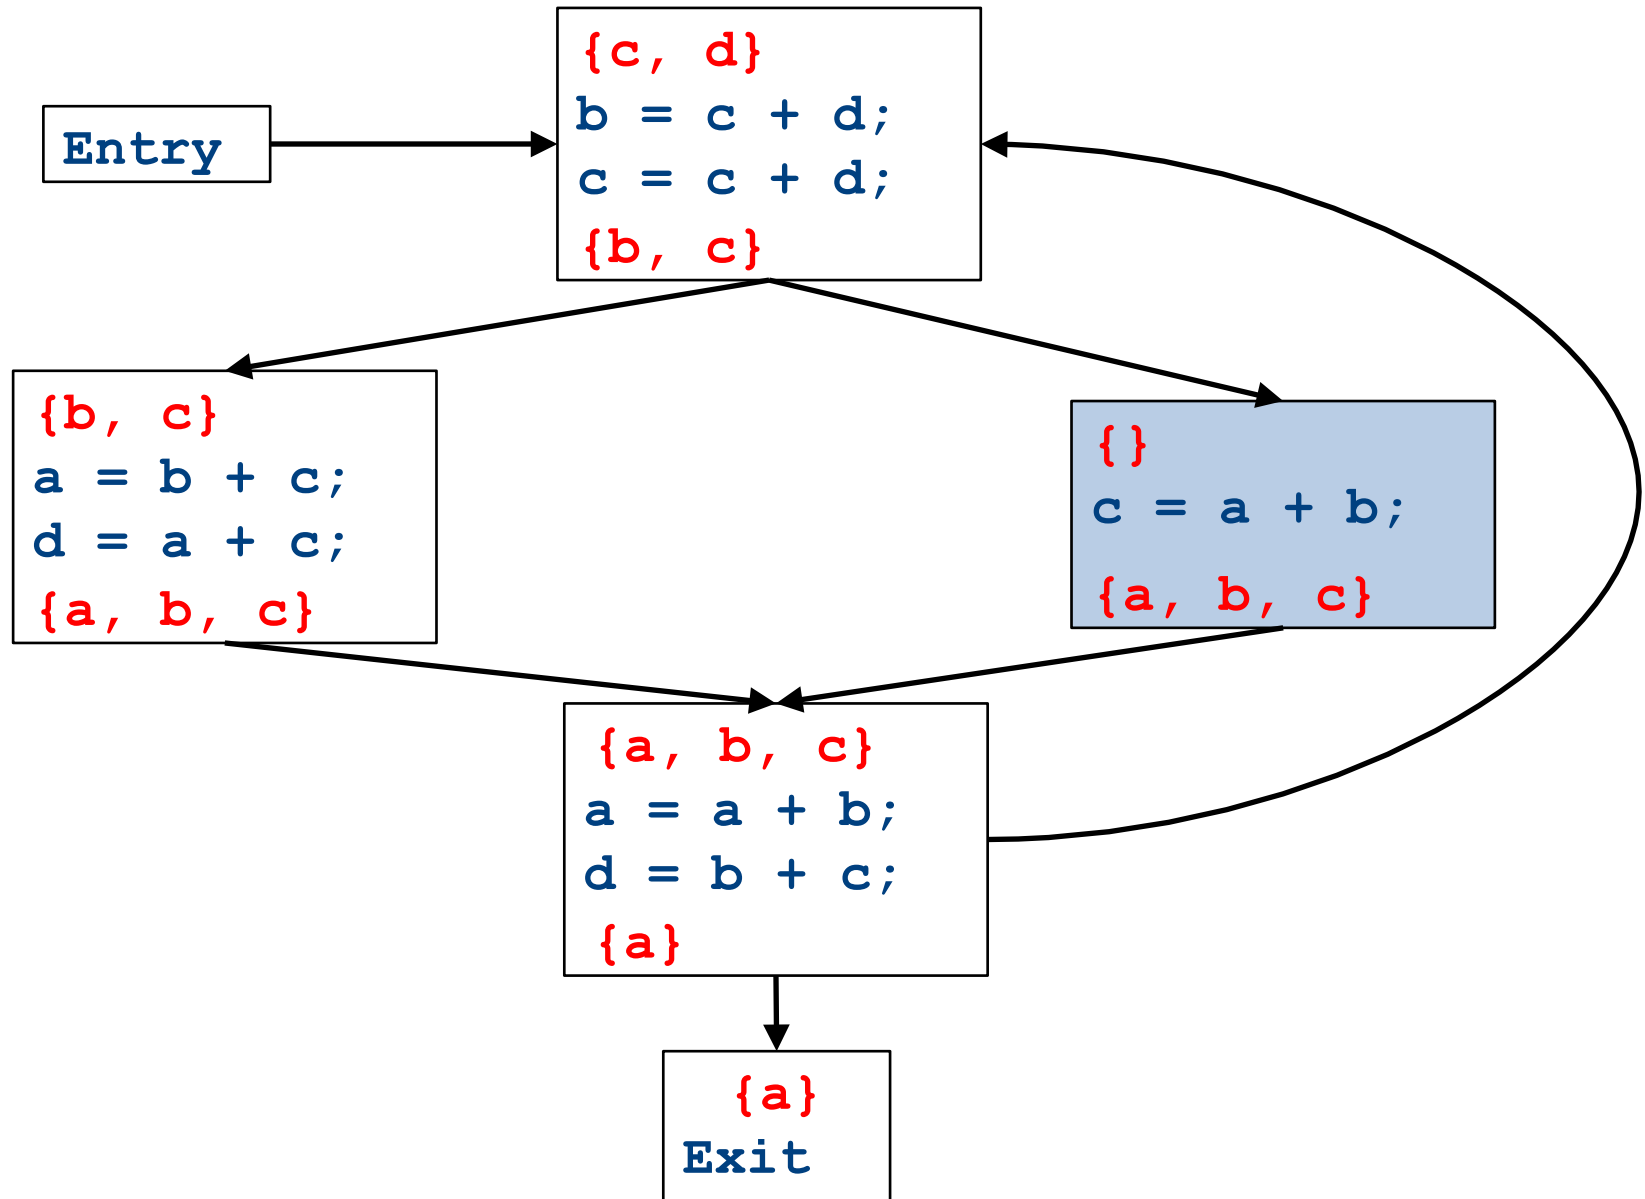 {c, d}
b = c + d;
c = c + d;
{b, c}
Entry
{b, c}
a = b + c;
d = a + c;
{a, b, c}
{}
c = a + b;
{a, b, c}
{a, b, c}
a = a + b;
d = b + c;
{a}
{a}
Exit